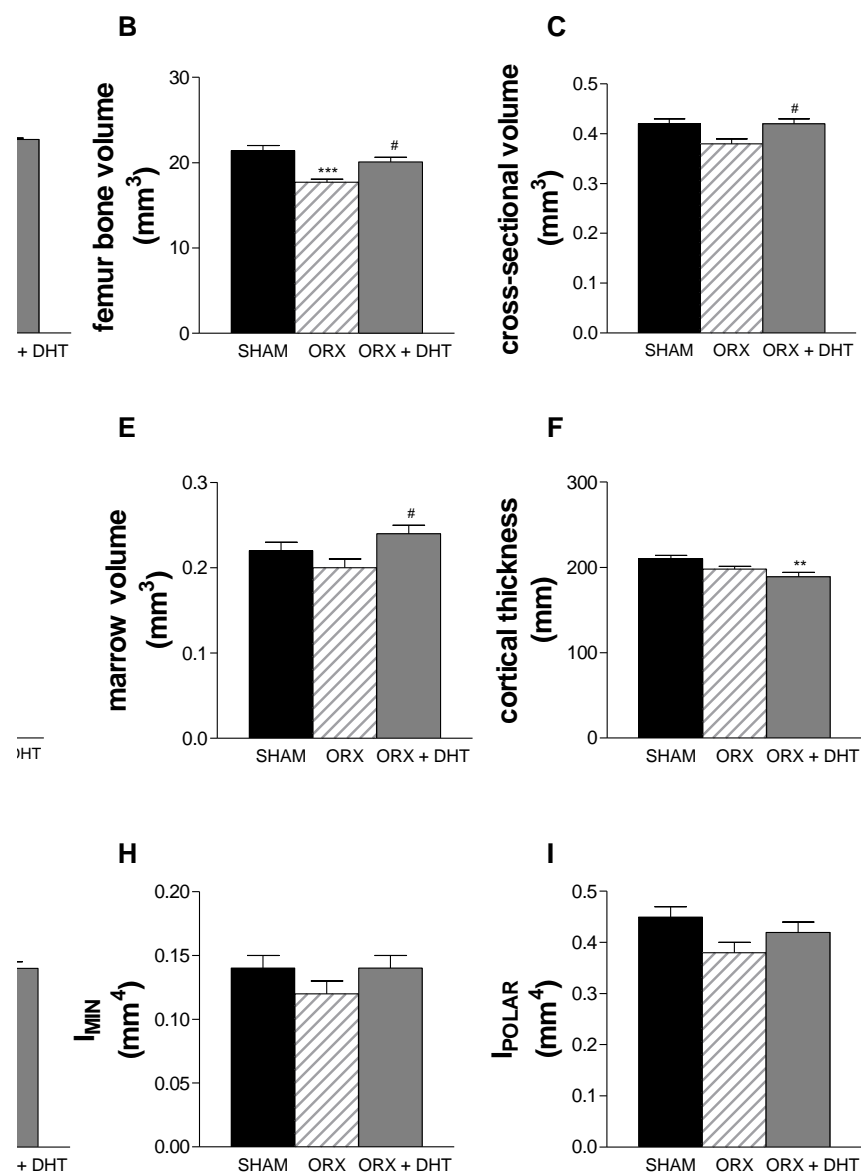 B
C
femur bone volume
(mm³)
30
20
10
0
***
#
SHAM ORX ORX + DHT
cross-sectional volume
(mm³)
0.5
0.4
0.3
0.2
0.1
0.0
#
SHAM ORX ORX + DHT
+ DHT
E
F
marrow volume
(mm³)
0.3
0.2
0.1
0.0
#
SHAM ORX ORX + DHT
cortical thickness
(mm)
300
200
100
0
**
SHAM ORX ORX + DHT
DHT
H
I
I_MIN
(mm⁴)
0.20
0.15
0.10
0.05
0.00
SHAM ORX ORX + DHT
I_POLAR
(mm⁴)
0.5
0.4
0.3
0.2
0.1
0.0
SHAM ORX ORX + DHT
+ DHT